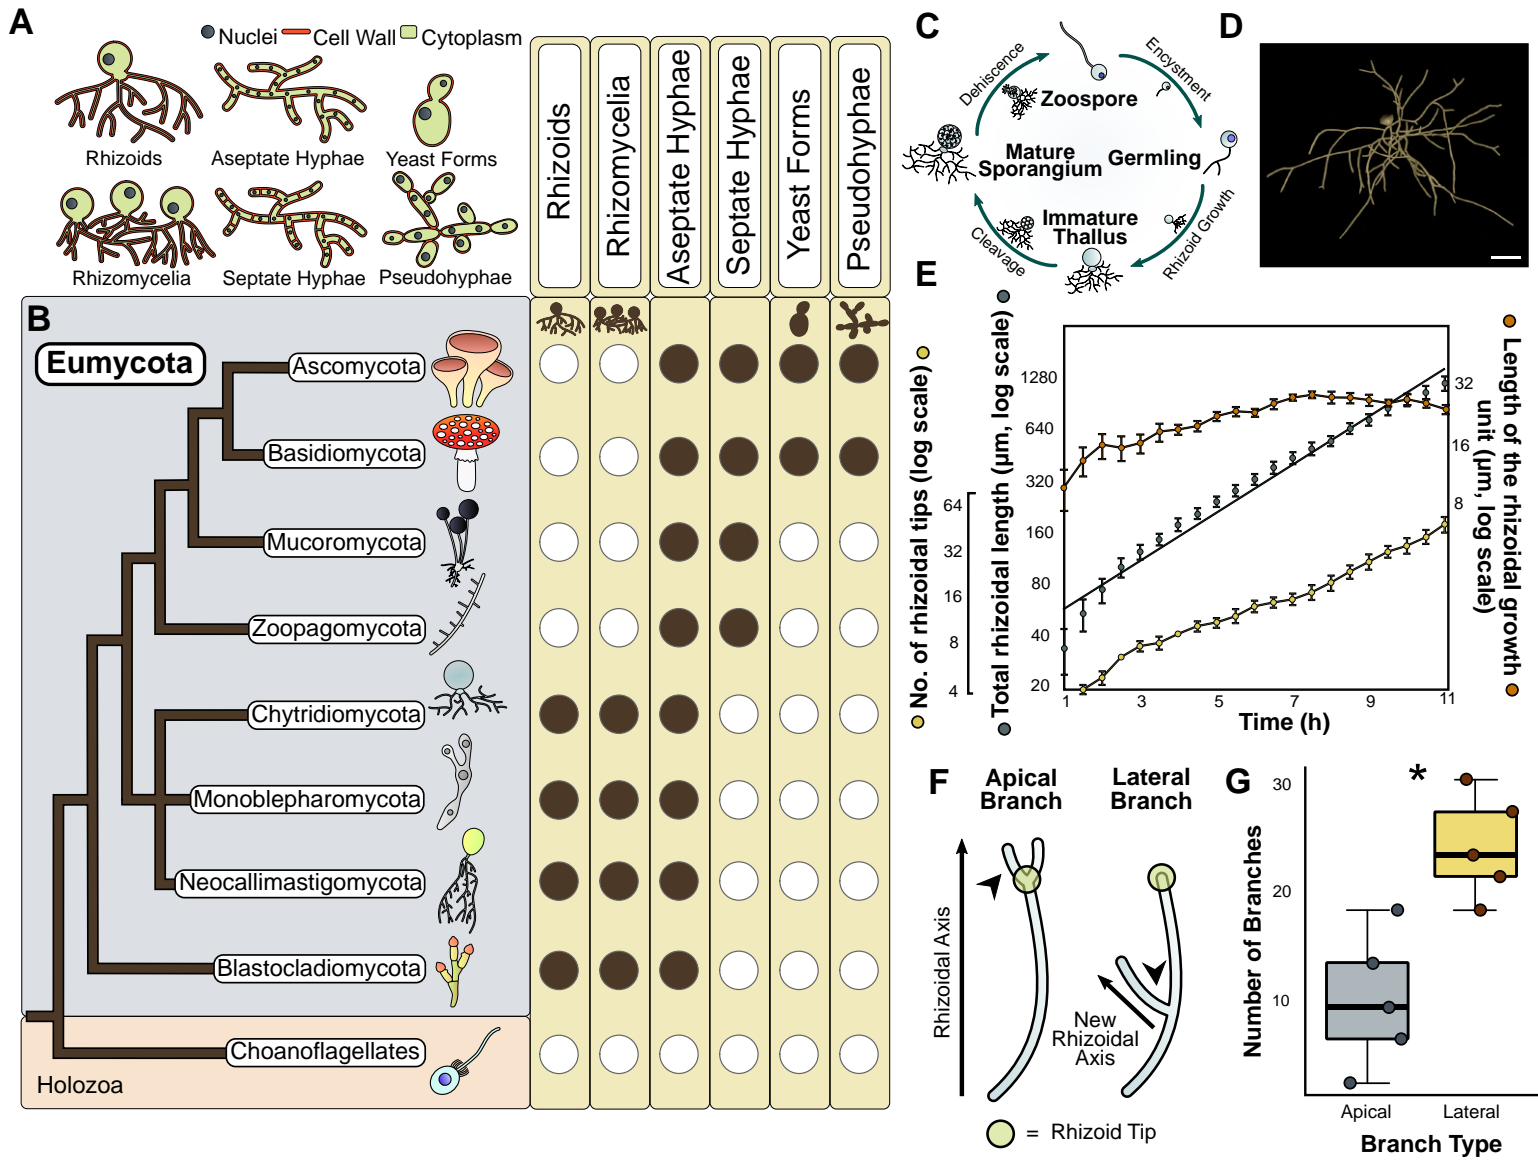 A
Nuclei Cell Wall Cytoplasm
Rhizoids Aseptate Hyphae Yeast Forms
Rhizomycelia Septate Hyphae Pseudohyphae
Rhizoids
Rhizomycelia
Aseptate Hyphae
Septate Hyphae
Yeast Forms
Pseudohyphae
B
Eumycota
Ascomycota
Basidiomycota
Mucoromycota
Zoopagomycota
Chytridiomycota
Monoblepharomycota
Neocallimastigomycota
Blastocladiomycota
Choanoflagellates
Holozoa
C
Dehiscence
Encystment
Zoospore
Mature
Sporangium
Germling
Immature
Thallus
Cleavage
Rhizoid Growth
D
E
No. of rhizoidal tips (log scale)
64
32
16
8
4
Total rhizoidal length (µm, log scale)
1280
640
320
160
80
40
20
1 3 5 7 9 11
Time (h)
32
16
8
Length of the rhizoidal growth
unit (µm, log scale)
F
Apical
Branch
Lateral
Branch
Rhizoidal Axis
New
Rhizoidal
Axis
= Rhizoid Tip
G
*
Number of Branches
30
20
10
Apical Lateral
Branch Type